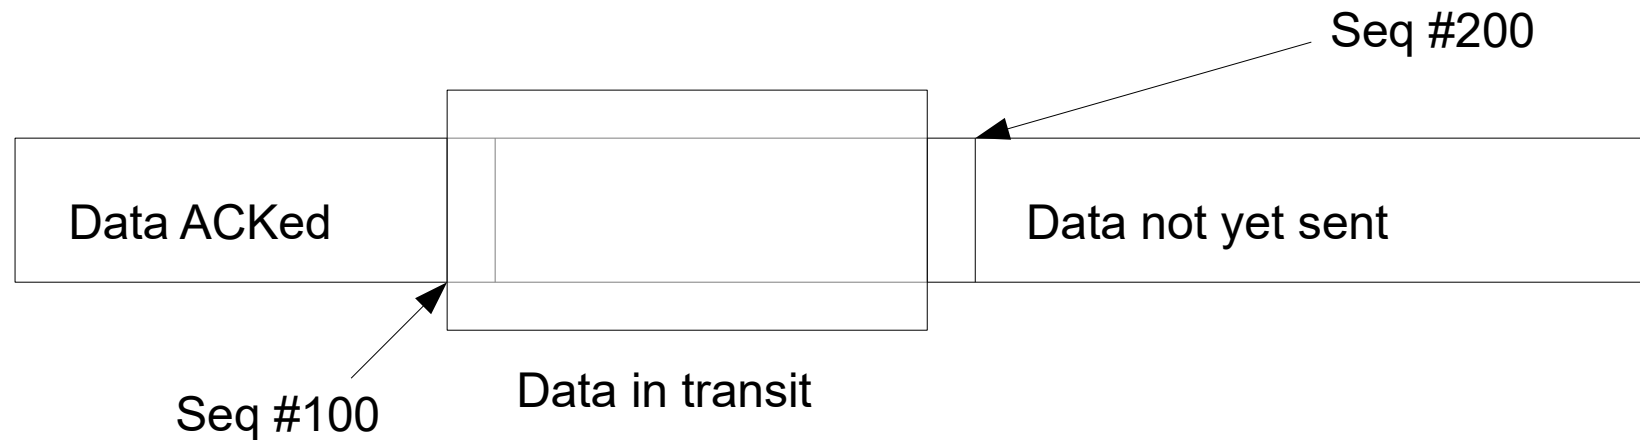 Seq #200
Data ACKed
Data not yet sent
Data in transit
Seq #100